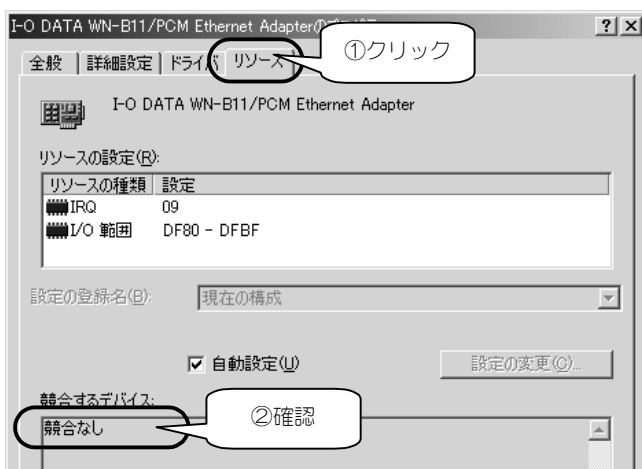 I-O DATA WN-B11/PCM Ethernet Adapterの
①クリック
全般 詳細設定 ドライバ リソース
I-O DATA WN-B11/PCM Ethernet Adapter
リソースの設定(R):
リソースの種類 設定
IRQ 09
I/O 範囲 DF80 - DFBF
設定の登録名(B): 現在の構成
自動設定(U) 設定の変更(C)...
競合するデバイス:
競合なし
②確認